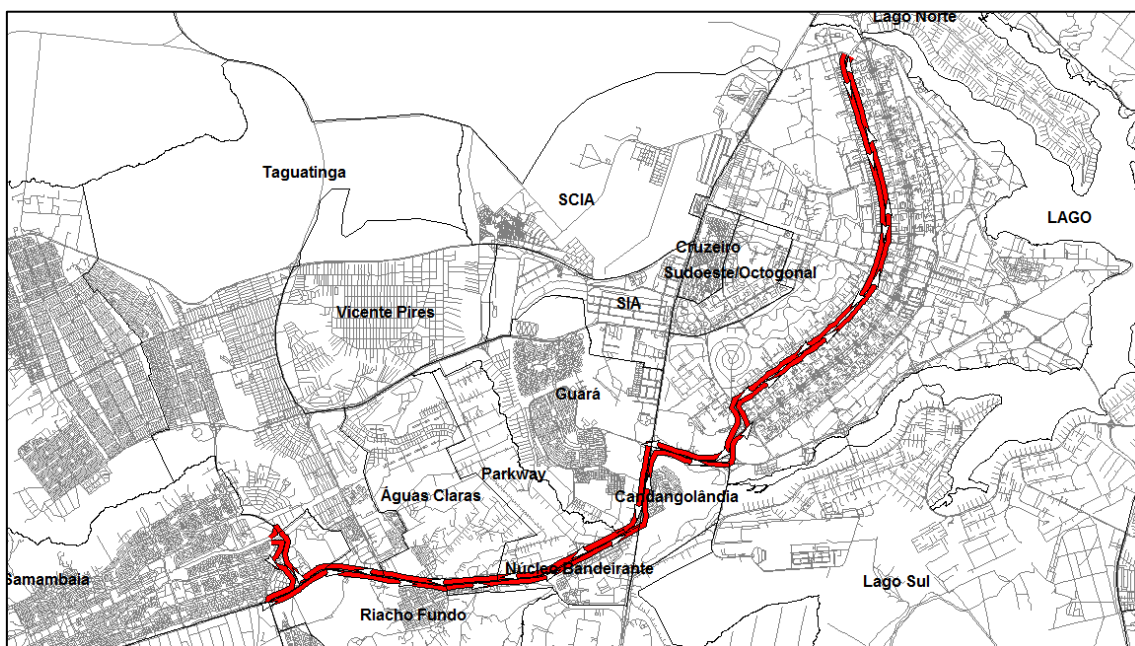 Lago Norte
Taguatinga
SCIA
LAGO
Cruzeiro
Sudoeste/Octogonal
SIA
Vicente Pires
Guará
Parkway
Águas Claras
Candangolândia
Núcleo Bandeirante
Samambaia
Lago Sul
Riacho Fundo